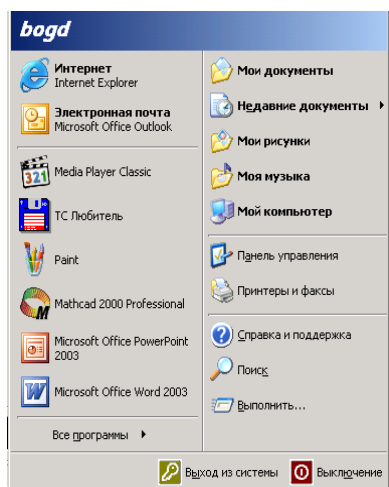 bogd
Интернет
Internet Explorer
Электронная почта
Microsoft Office Outlook
Media Player Classic
321
ТС Любитель
Paint
Mathcad 2000 Professional
Microsoft Office PowerPoint
2003
Microsoft Office Word 2003
Все программы
Мои документы
Недавние документы
Мои рисунки
Моя музыка
Мой компьютер
Панель управления
Принтеры и факсы
Справка и поддержка
Поиск
Выполнить...
Выход из системы
Выключение